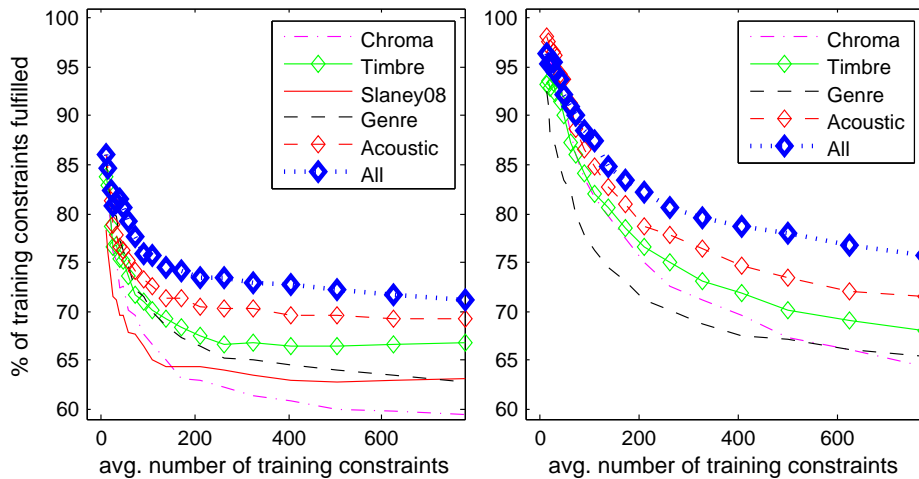 % of training constraints fulfilled
100
95
90
85
80
75
70
65
60
0 200 400 600
avg. number of training constraints
Chroma
Timbre
Slaney08
Genre
Acoustic
All
100
95
90
85
80
75
70
65
60
0 200 400 600
avg. number of training constraints
Chroma
Timbre
Genre
Acoustic
All